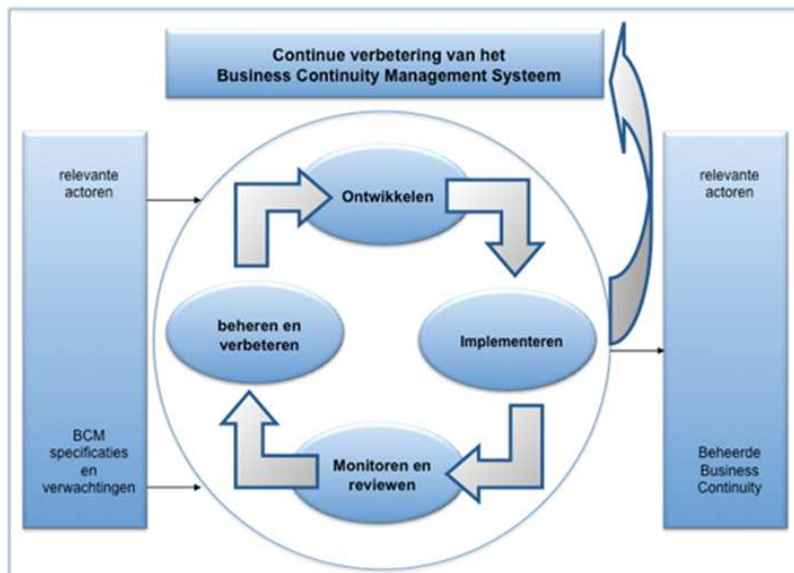 Continue verbetering van het
Business Continuity Management Systeem
relevante
actoren
BCM
specificaties
en
verwachtingen
Ontwikkelen
Implementeren
Monitoren en
reviewen
beheren en
verbeteren
relevante
actoren
Beheerde
Business
Continuity